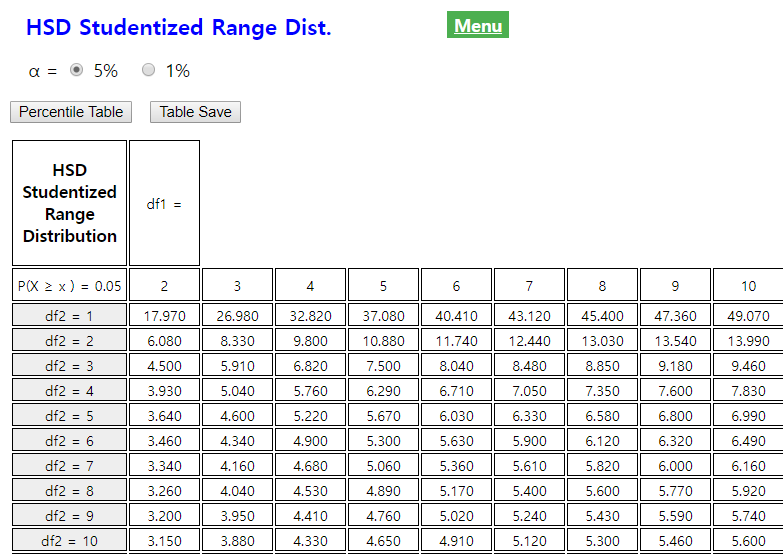 HSD Studentized Range Dist.
Menu
α = 5% 1%
Percentile Table Table Save
HSD
Studentized
Range
Distribution
df1 =
P(X ≥ x ) = 0.05 2 3 4 5 6 7 8 9 10
df2 = 1 17.970 26.980 32.820 37.080 40.410 43.120 45.400 47.360 49.070
df2 = 2 6.080 8.330 9.800 10.880 11.740 12.440 13.030 13.540 13.990
df2 = 3 4.500 5.910 6.820 7.500 8.040 8.480 8.850 9.180 9.460
df2 = 4 3.930 5.040 5.760 6.290 6.710 7.050 7.350 7.600 7.830
df2 = 5 3.640 4.600 5.220 5.670 6.030 6.330 6.580 6.800 6.990
df2 = 6 3.460 4.340 4.900 5.300 5.630 5.900 6.120 6.320 6.490
df2 = 7 3.340 4.160 4.680 5.060 5.360 5.610 5.820 6.000 6.160
df2 = 8 3.260 4.040 4.530 4.890 5.170 5.400 5.600 5.770 5.920
df2 = 9 3.200 3.950 4.410 4.760 5.020 5.240 5.430 5.590 5.740
df2 = 10 3.150 3.880 4.330 4.650 4.910 5.120 5.300 5.460 5.600